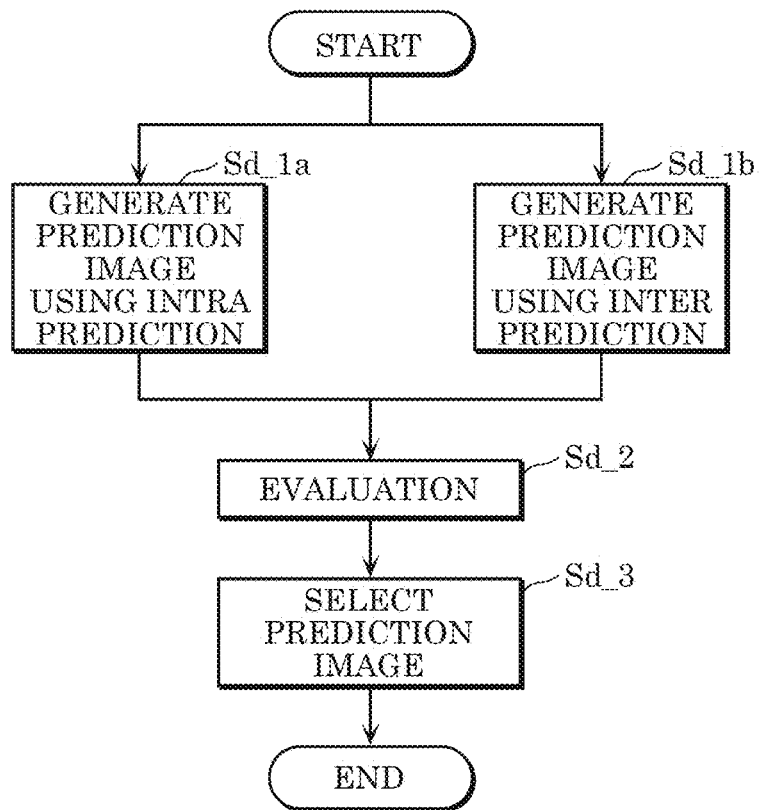 START
Sd_1a
GENERATE
PREDICTION
IMAGE
USING INTRA
PREDICTION
Sd_1b
GENERATE
PREDICTION
IMAGE
USING INTER
PREDICTION
Sd_2
EVALUATION
Sd_3
SELECT
PREDICTION
IMAGE
END